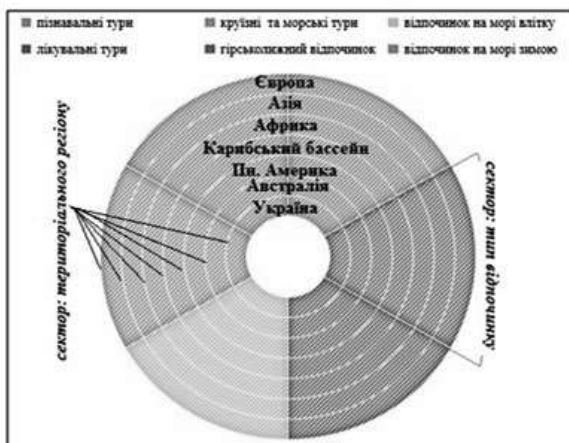 пізнавальні тури
круїзні та морські тури
відпочинок на морі влітку
лікувальні тури
гірськолижний відпочинок
відпочинок на морі зимою
Європа
Азія
Африка
Карибський бассейн
Пн. Америка
Австралія
Україна
сектор: територіального регіону
сектор: тип відпочинку